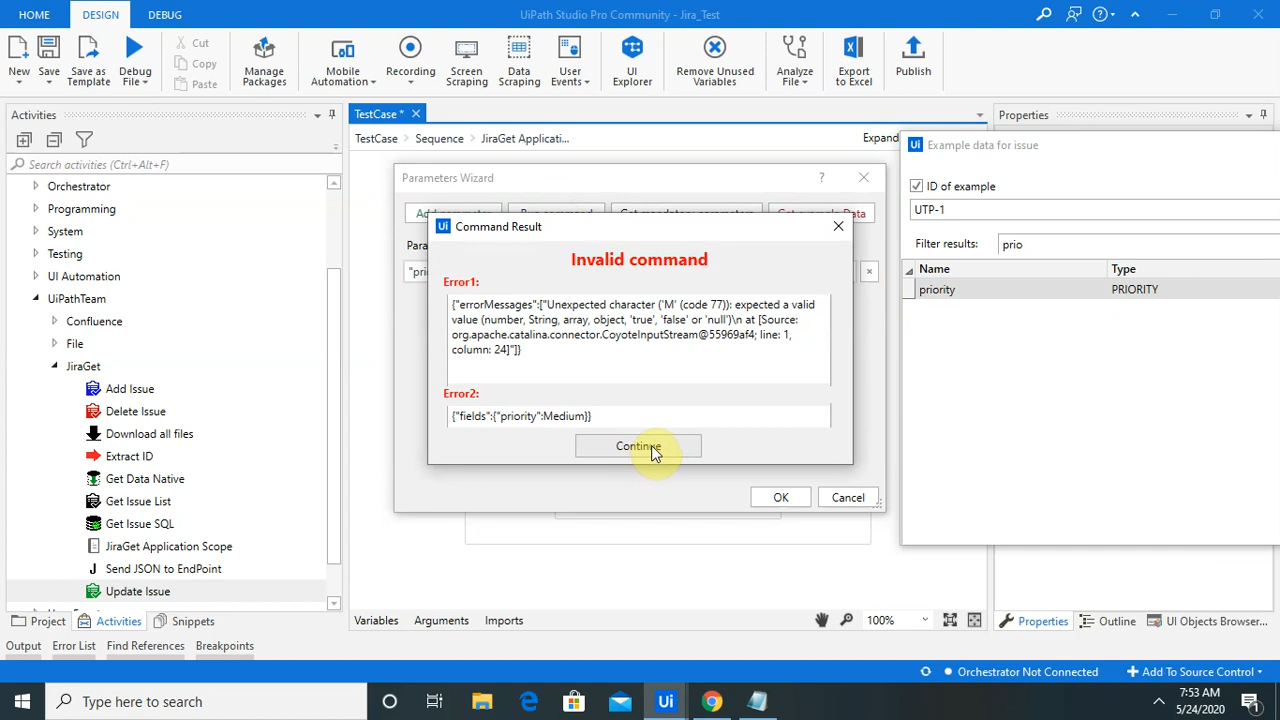 HOME DESIGN DEBUG UiPath Studio Pro Community - Jira_Test
New Save Save as Template Debug File Cut Copy Paste Manage Packages Mobile Automation Recording Screen Scraping Data Scraping User Events UI Explorer Remove Unused Variables Analyze File Export to Excel Publish
Activities
Search activities (Ctrl+Alt+F)
Orchestrator
Programming
System
Testing
UI Automation
UiPathTeam
Confluence
File
JiraGet
Add Issue
Delete Issue
Download all files
Extract ID
Get Data Native
Get Issue List
Get Issue SQL
JiraGet Application Scope
Send JSON to EndPoint
Update Issue
Project Activities Snippets
TestCase *
TestCase > Sequence > JiraGet Applicati... Expand
Parameters Wizard ?
Command Result
Invalid command
Error1:
{"errorMessages":["Unexpected character ('M' (code 77)): expected a valid
value (number, String, array, object, 'true', 'false' or 'null')\n at [Source:
org.apache.catalina.connector.CoyoteInputStream@55969af4; line: 1,
column: 24]"]}
Error2:
{"fields":{"priority":Medium}}
Continue
OK Cancel
Variables Arguments Imports 100%
Properties
Example data for issue
ID of example
UTP-1
Filter results: prio
Name Type
priority PRIORITY
Properties Outline UI Objects Browser...
Output Error List Find References Breakpoints
Orchestrator Not Connected Add To Source Control
Type here to search
7:53 AM
5/24/2020
1